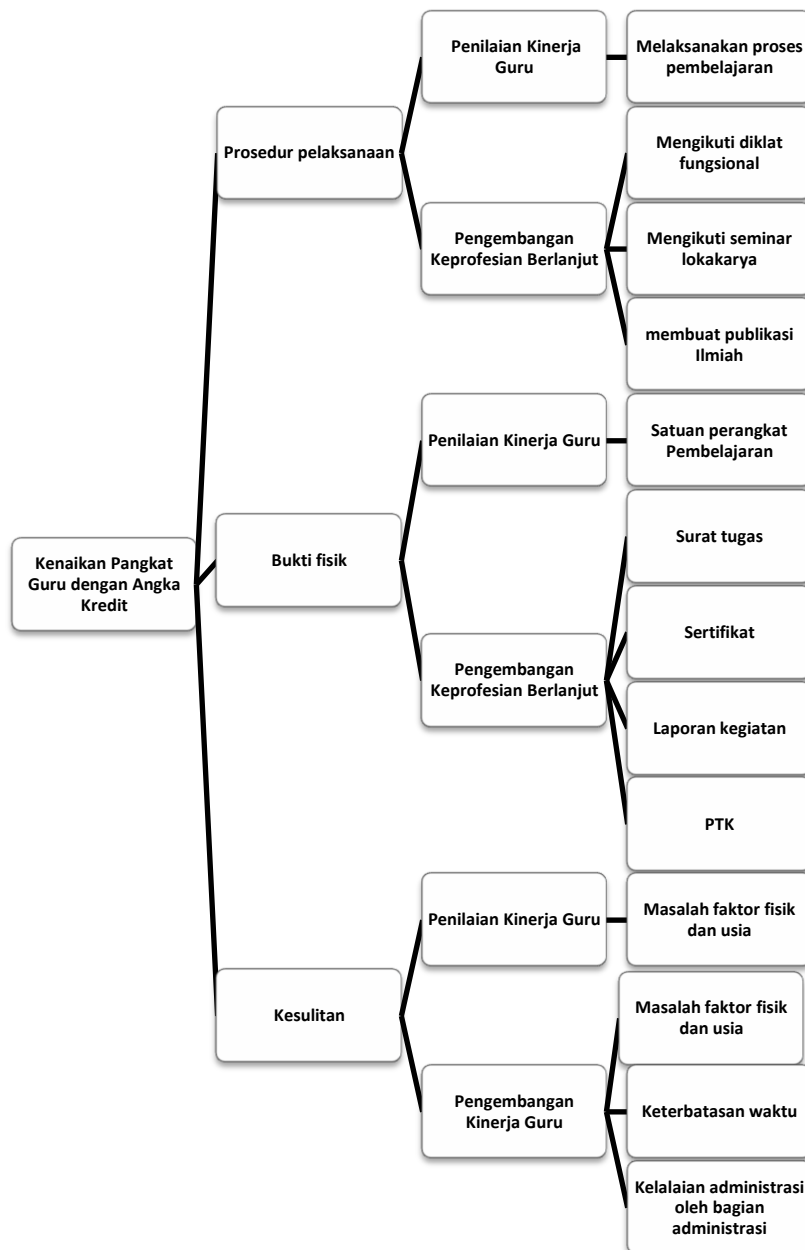 Penilaian Kinerja
Guru
Melaksanakan proses
pembelajaran
Prosedur pelaksanaan
Mengikuti diklat
fungsional
Pengembangan
Keprofesian Berlanjut
Mengikuti seminar
lokakarya
membuat publikasi
Ilmiah
Penilaian Kinerja Guru
Satuan perangkat
Pembelajaran
Kenaikan Pangkat
Guru dengan Angka
Kredit
Bukti fisik
Surat tugas
Pengembangan
Keprofesian Berlanjut
Sertifikat
Laporan kegiatan
PTK
Penilaian Kinerja Guru
Masalah faktor fisik
dan usia
Kesulitan
Masalah faktor fisik
dan usia
Pengembangan
Kinerja Guru
Keterbatasan waktu
Kelalaian administrasi
oleh bagian
administrasi